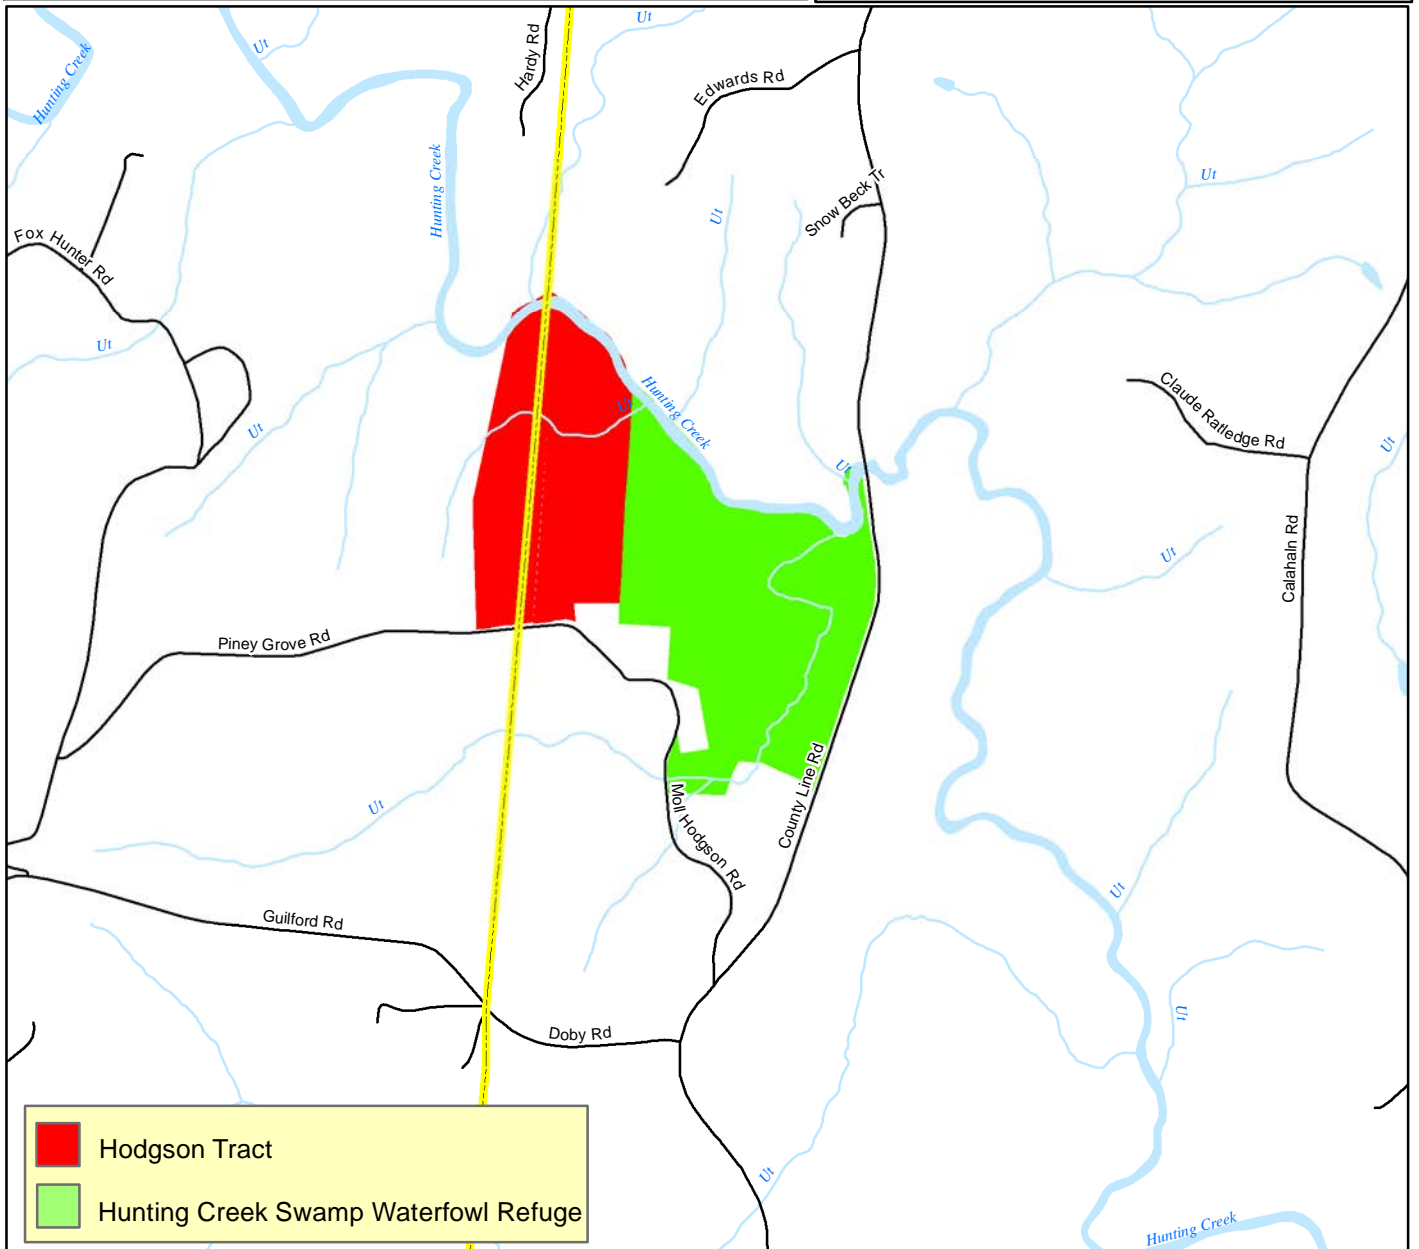 Ut
Ut
Hardy Rd
Hunting Creek
Edwards Rd
Hunting Creek
Ut
Snow Beck Tr
Ut
Fox Hunter Rd
Ut
Hunting Creek
Ut
Ut
Claude Ratledge Rd
Ut
Ut
Ut
Calahaln Rd
Piney Grove Rd
Ut
County Line Rd
Moll Hodgson Rd
Ut
Guilford Rd
Ut
Doby Rd
Ut
Hodgson Tract
Ut
Hunting Creek Swamp Waterfowl Refuge
Hunting Creek